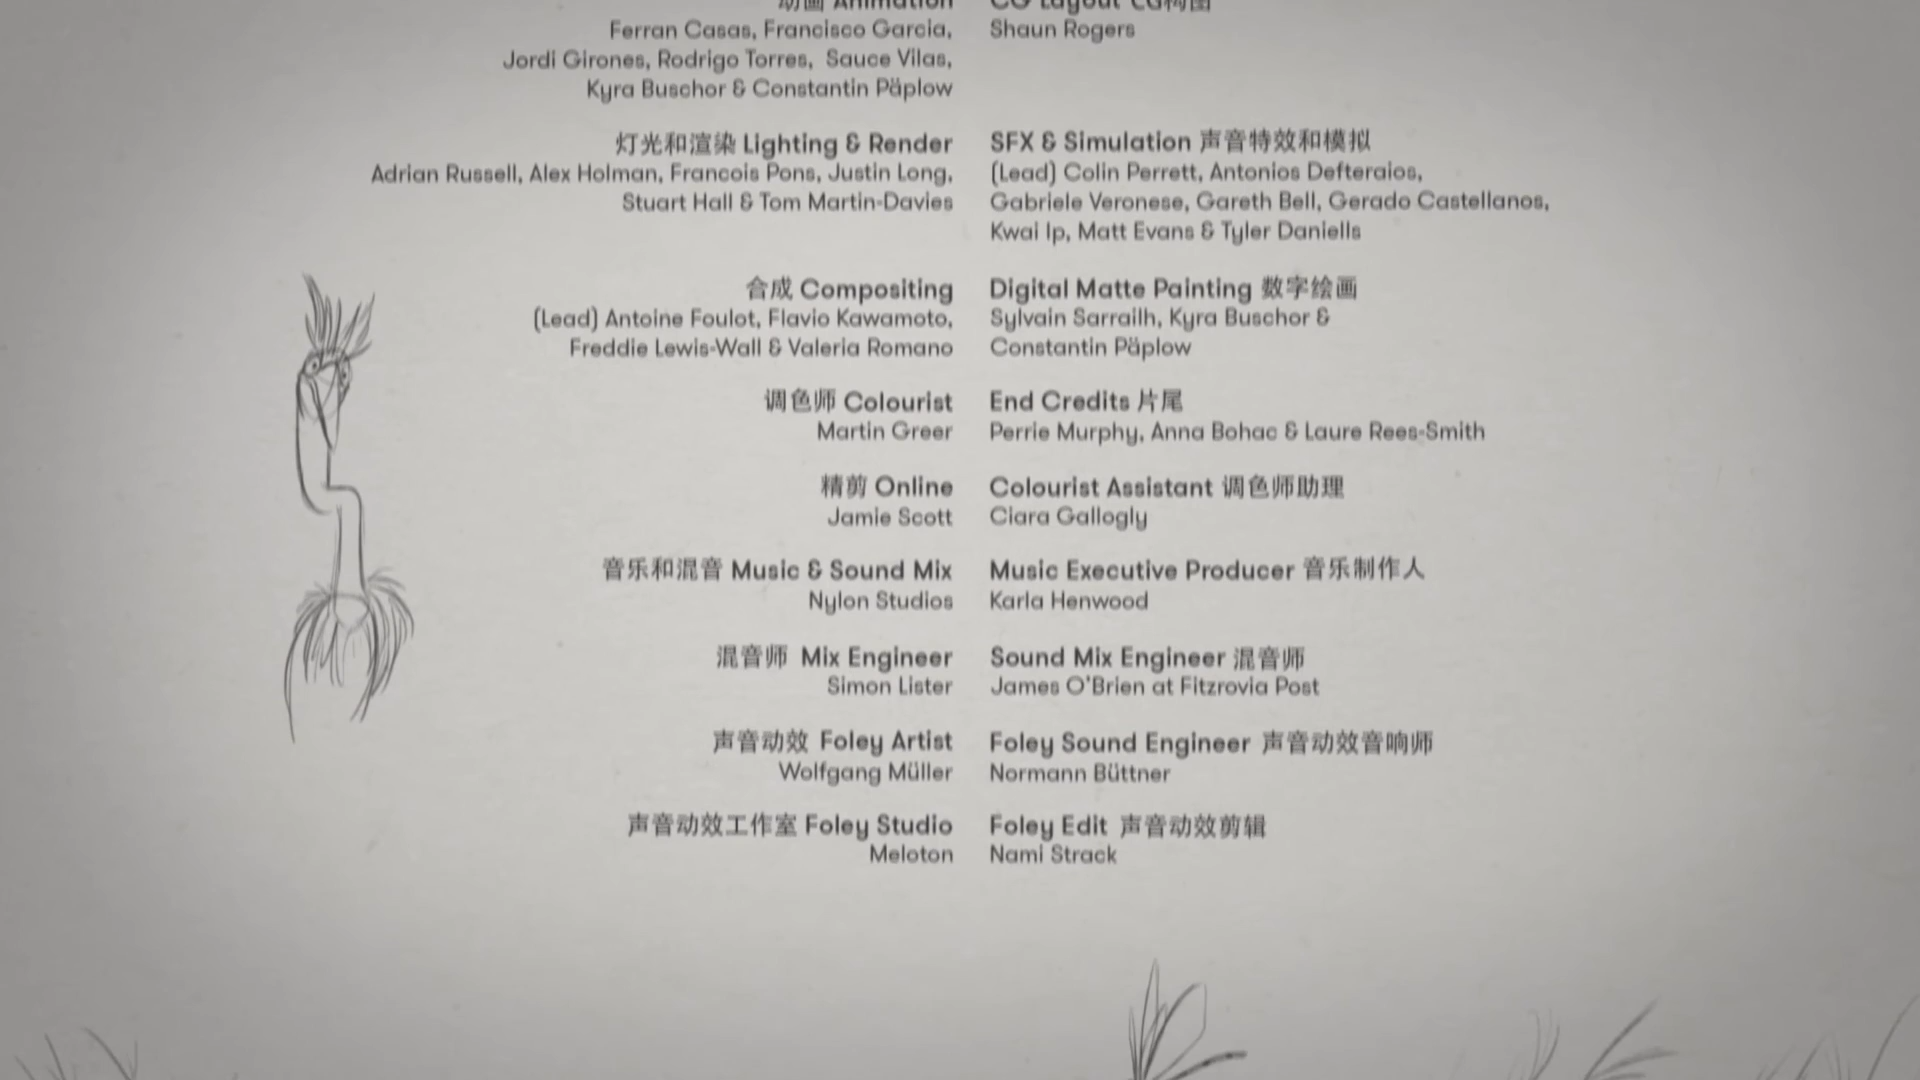 动画 Animation
Ferran Casas, Francisco Garcia,
Jordi Girones, Rodrigo Torres, Sauce Vilas,
Kyra Buschor & Constantin Päplow
CG Layout CG构图
Shaun Rogers
灯光和渲染 Lighting & Render
Adrian Russell, Alex Holman, Francois Pons, Justin Long,
Stuart Hall & Tom Martin-Davies
SFX & Simulation 声音特效和模拟
(Lead) Colin Perrett, Antonios Defteraios,
Gabriele Veronese, Gareth Bell, Gerado Castellanos,
Kwai Ip, Matt Evans & Tyler Daniells
合成 Compositing
(Lead) Antoine Foulot, Flavio Kawamoto,
Freddie Lewis-Wall & Valeria Romano
Digital Matte Painting 数字绘画
Sylvain Sarrailh, Kyra Buschor &
Constantin Päplow
调色师 Colourist
Martin Greer
End Credits 片尾
Perrie Murphy, Anna Bohac & Laure Rees-Smith
精剪 Online
Jamie Scott
Colourist Assistant 调色师助理
Ciara Gallogly
音乐和混音 Music & Sound Mix
Nylon Studios
Music Executive Producer 音乐制作人
Karla Henwood
混音师 Mix Engineer
Simon Lister
Sound Mix Engineer 混音师
James O'Brien at Fitzrovia Post
声音动效 Foley Artist
Wolfgang Müller
Foley Sound Engineer 声音动效音响师
Normann Büttner
声音动效工作室 Foley Studio
Meloton
Foley Edit 声音动效剪辑
Nami Strack